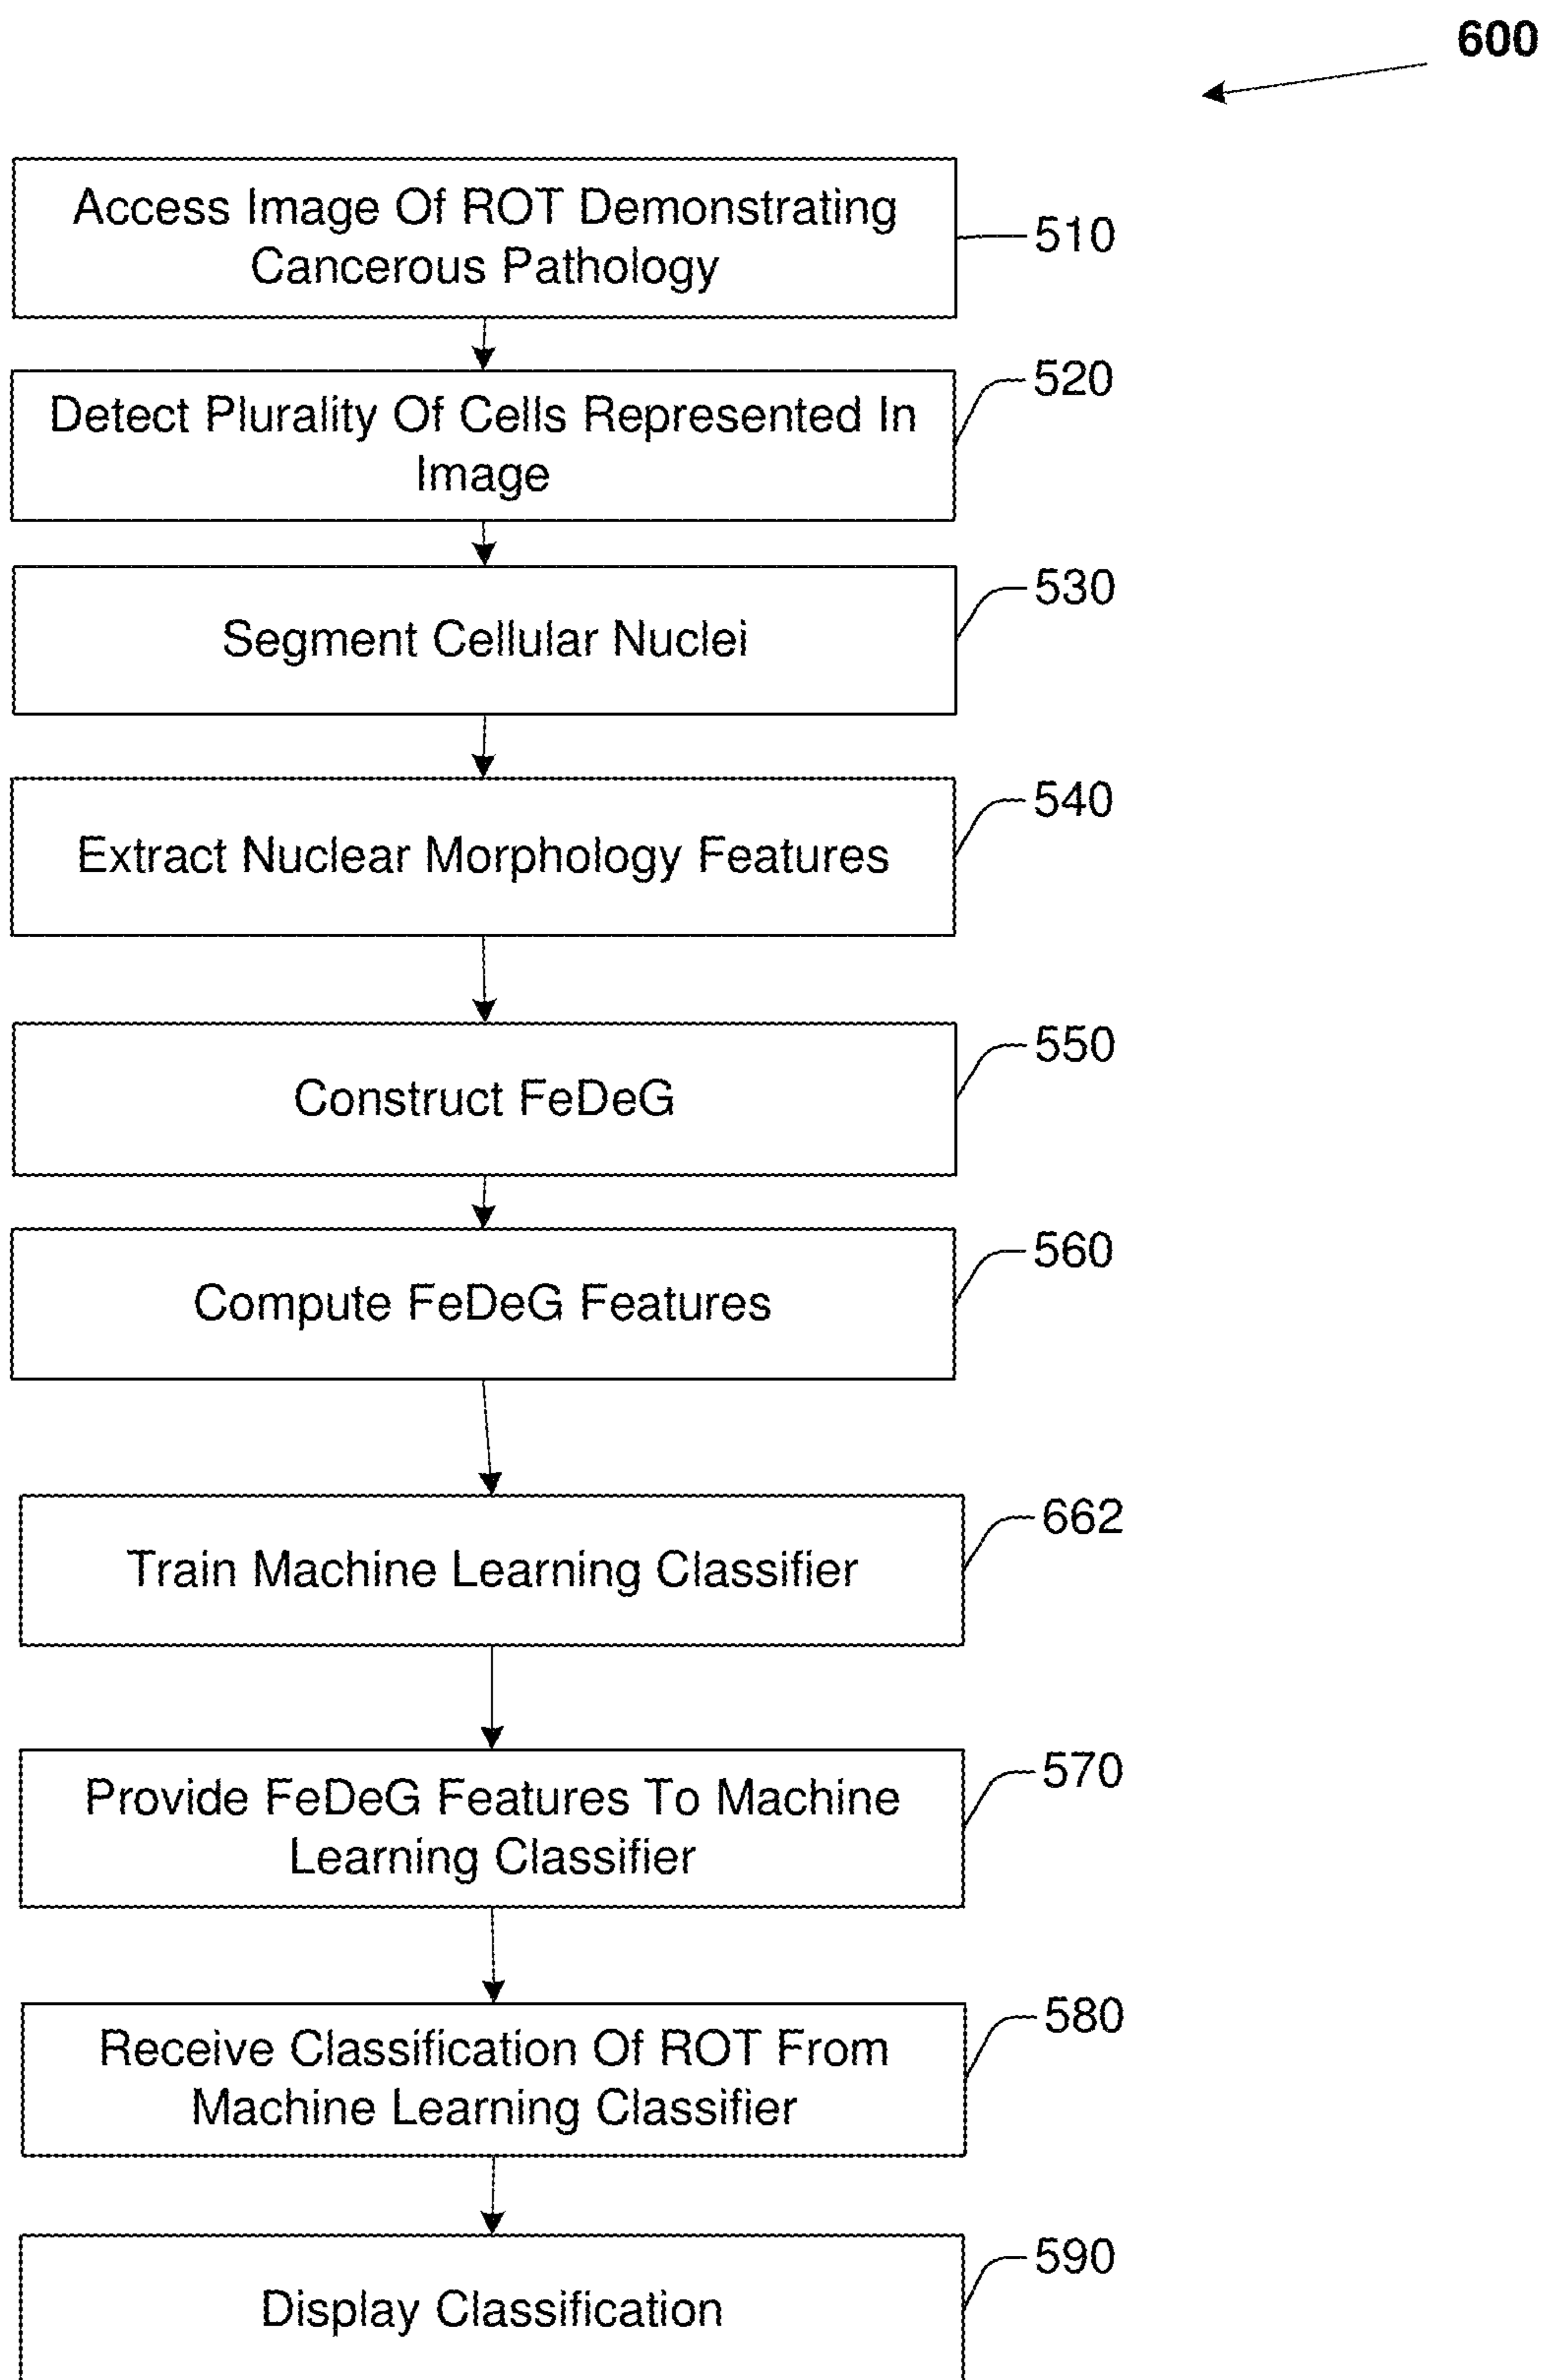 600
Access Image Of ROT Demonstrating
Cancerous Pathology
510
Detect Plurality Of Cells Represented In
Image
520
Segment Cellular Nuclei
530
Extract Nuclear Morphology Features
540
Construct FeDeG
550
Compute FeDeG Features
560
Train Machine Learning Classifier
662
Provide FeDeG Features To Machine
Learning Classifier
570
Receive Classification Of ROT From
Machine Learning Classifier
580
Display Classification
590